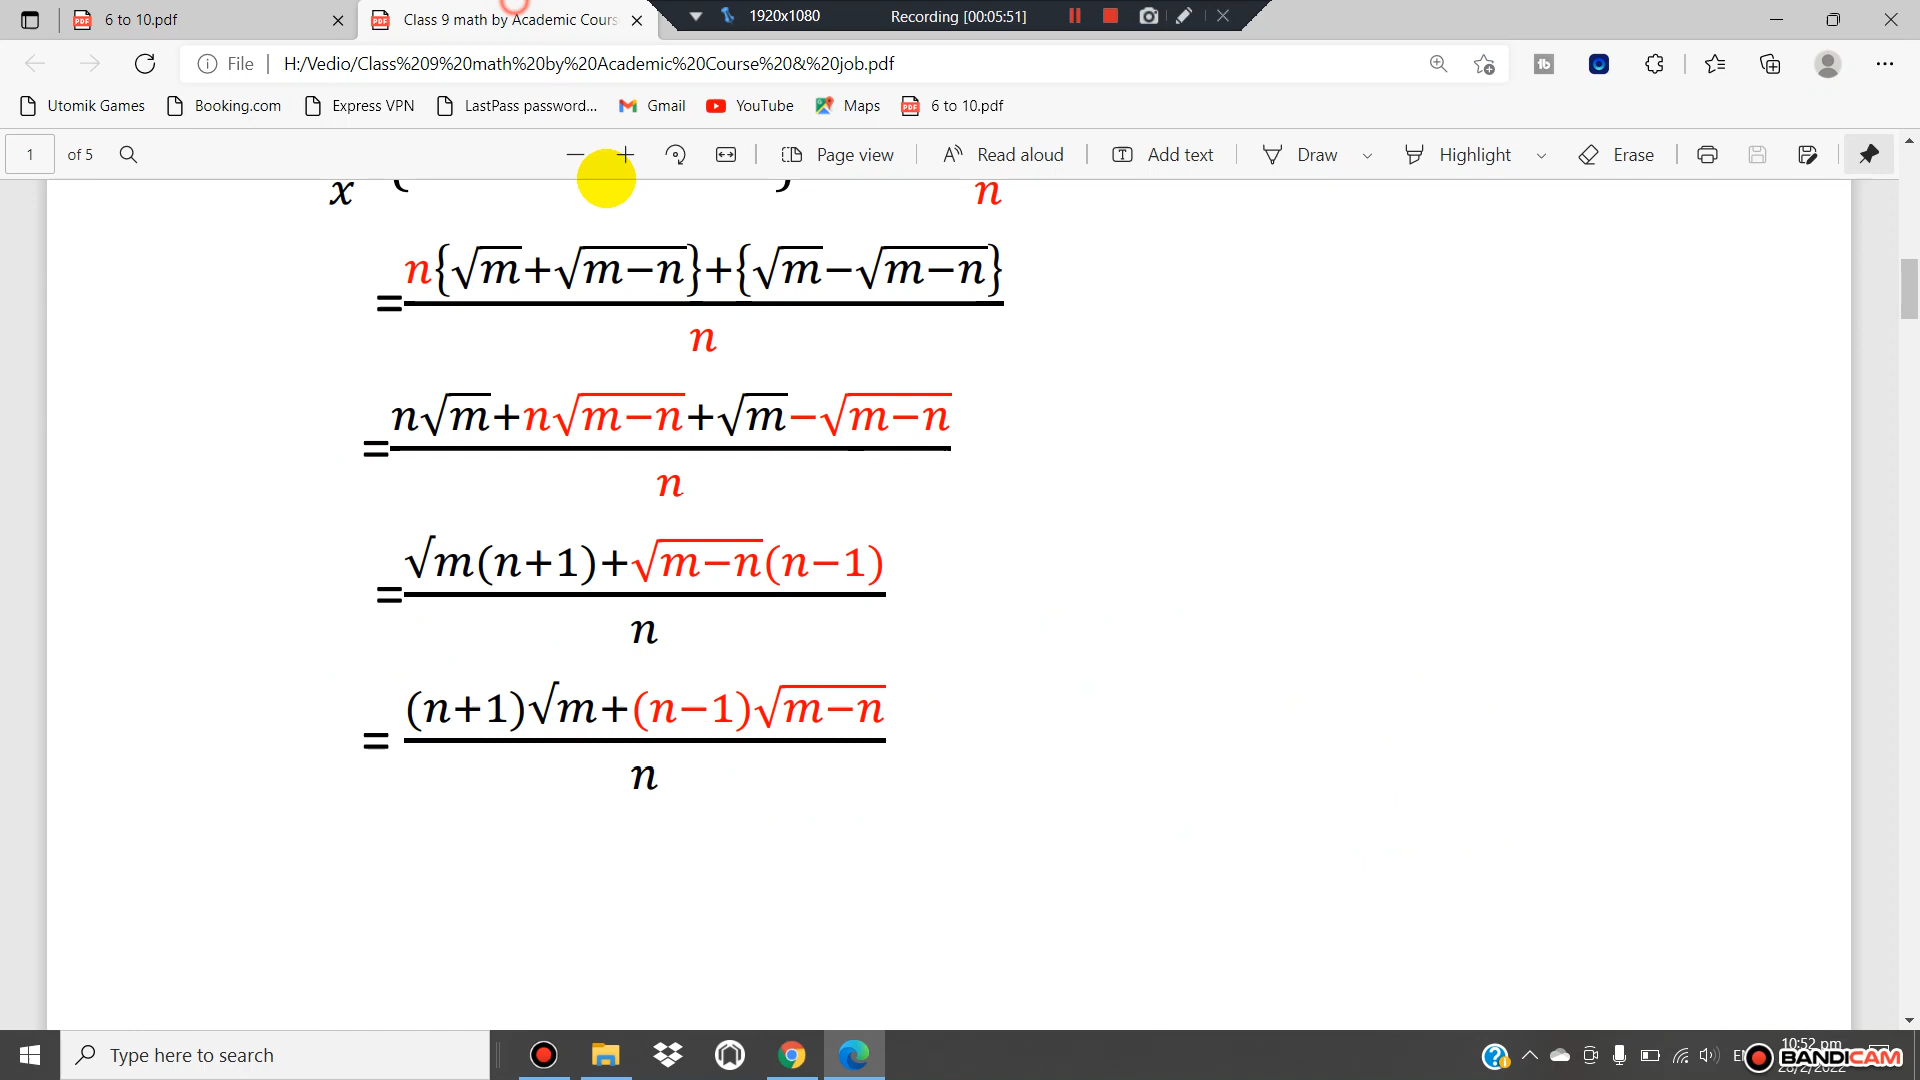 6 to 10.pdf
Class 9 math by Academic Cours
1920x1080
Recording [00:05:51]
File
H:/Vedio/Class%209%20math%20by%20Academic%20Course%20&%20job.pdf
Utomik Games
Booking.com
Express VPN
LastPass password...
Gmail
YouTube
Maps
6 to 10.pdf
1 of 5
Page view
Read aloud
Add text
Draw
Highlight
Erase
x n
=n{√m+√m−n}+{√m−√m−n}
n
=n√m+n√m−n+√m−√m−n
n
=√m(n+1)+√m−n(n−1)
n
= (n+1)√m+(n−1)√m−n
n
Type here to search
10:52 pm
BANDICAM